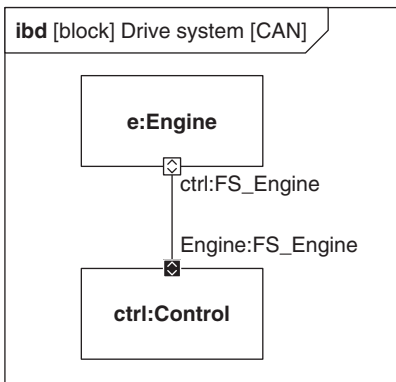 ibd [block] Drive system [CAN]
e:Engine
ctrl:FS_Engine
Engine:FS_Engine
ctrl:Control